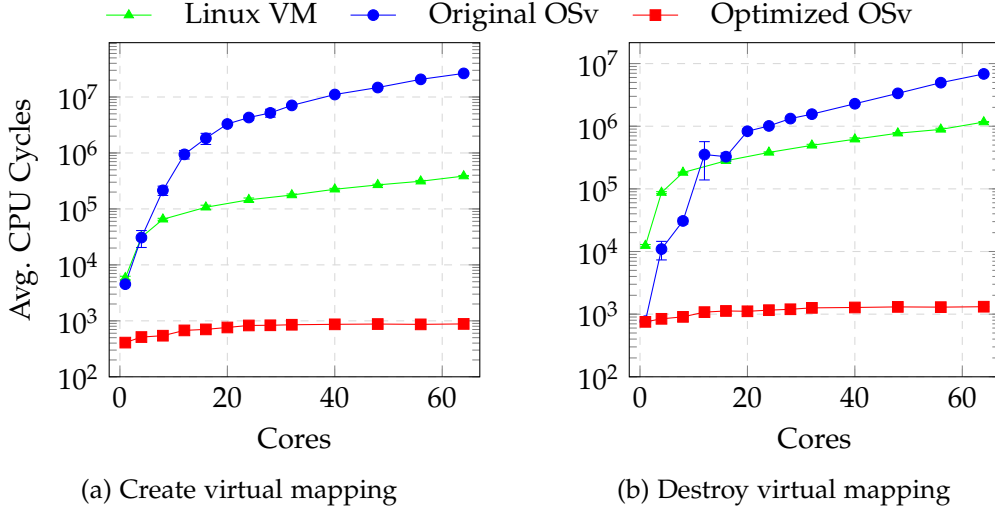 Linux VM Original OSv Optimized OSv
Avg. CPU Cycles
10^7
10^6
10^5
10^4
10^3
10^2
0 20 40 60
Cores
(a) Create virtual mapping
10^7
10^6
10^5
10^4
10^3
10^2
0 20 40 60
Cores
(b) Destroy virtual mapping